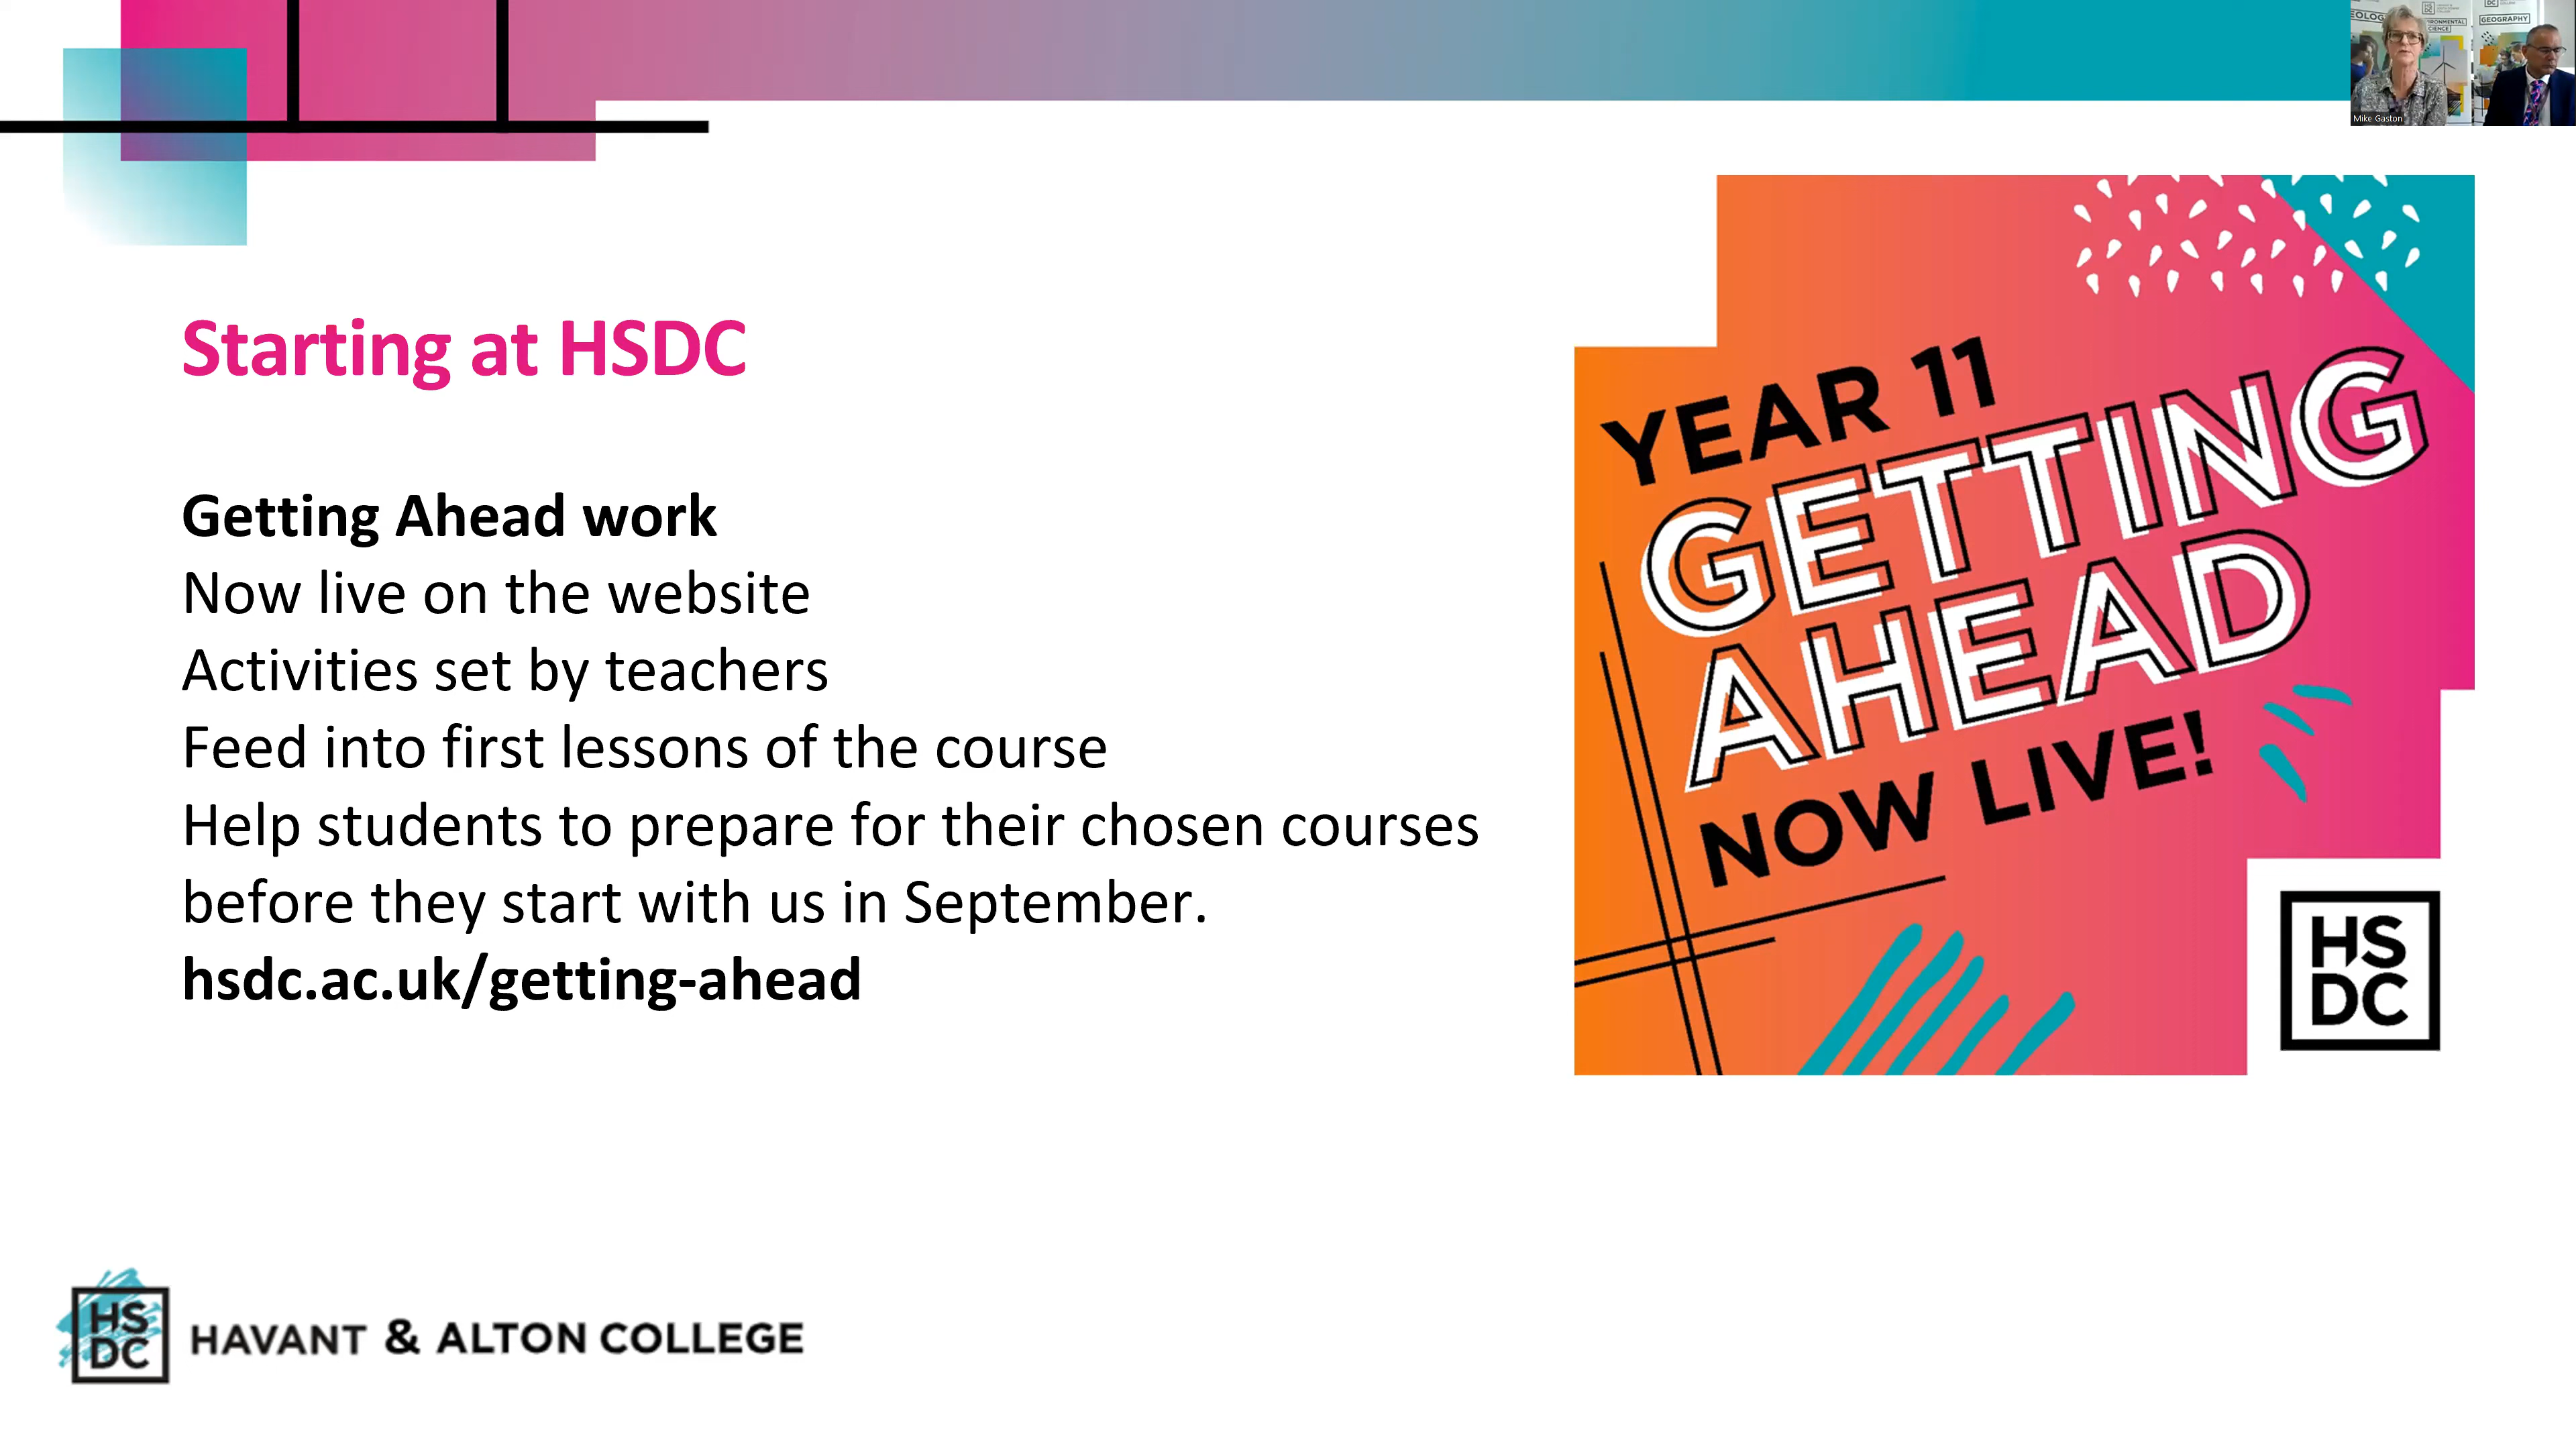 GEOGRAPHY
Mike Gaston
Starting at HSDC
Getting Ahead work
Now live on the website
Activities set by teachers
Feed into first lessons of the course
Help students to prepare for their chosen courses
before they start with us in September.
hsdc.ac.uk/getting-ahead
YEAR 11
GETTING
AHEAD
NOW LIVE!
HS
DC
HS
DC
HAVANT & ALTON COLLEGE